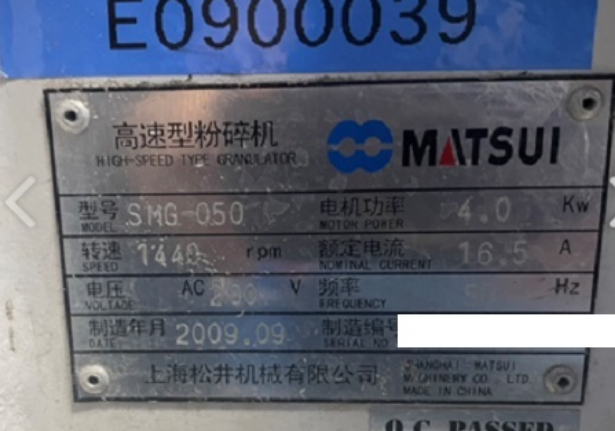 E0900039
高速型粉碎机
HIGH-SPEED TYPE GRANULATOR
MATSUI
型号 SMG-050 电机功率 4.0 Kw
MODEL MOTOR POWER
转速 1440 rpm 额定电流 16.5 A
SPEED NOMINAL CURRENT
电压 AC V 频率 Hz
VOLTAGE FREQUENCY
制造年月 2009.09 制造编号
DATE SERIAL NO
上海松井机械有限公司
SHANGHAI MATSUI
MACHINERY CO., LTD.
MADE IN CHINA
Q.C. PASSED